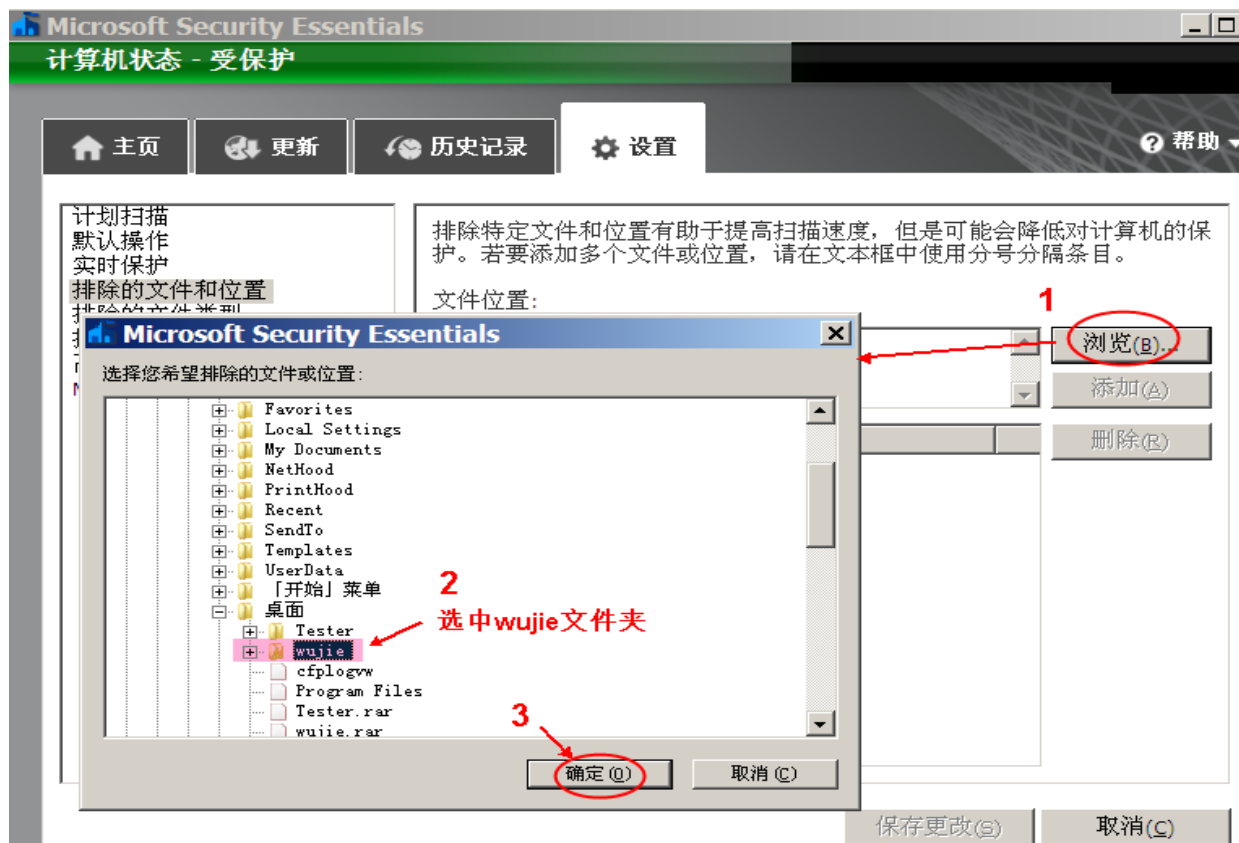 Microsoft Security Essentials
计算机状态 - 受保护
主页
更新
历史记录
设置
帮助
计划扫描
默认操作
实时保护
排除的文件和位置
排除的文件类型
排除特定文件和位置有助于提高扫描速度，但是可能会降低对计算机的保
护。若要添加多个文件或位置，请在文本框中使用分号分隔条目。
文件位置:
1
浏览(B)...
添加(A)
删除(R)
Microsoft Security Essentials
选择您希望排除的文件或位置:
Favorites
Local Settings
My Documents
NetHood
PrintHood
Recent
SendTo
Templates
UserData
「开始」菜单
桌面
Tester
wujie
cfplogvw
Program Files
Tester.rar
wujie.rar
2
选中wujie文件夹
3
确定(O)
取消(C)
保存更改(S)
取消(C)